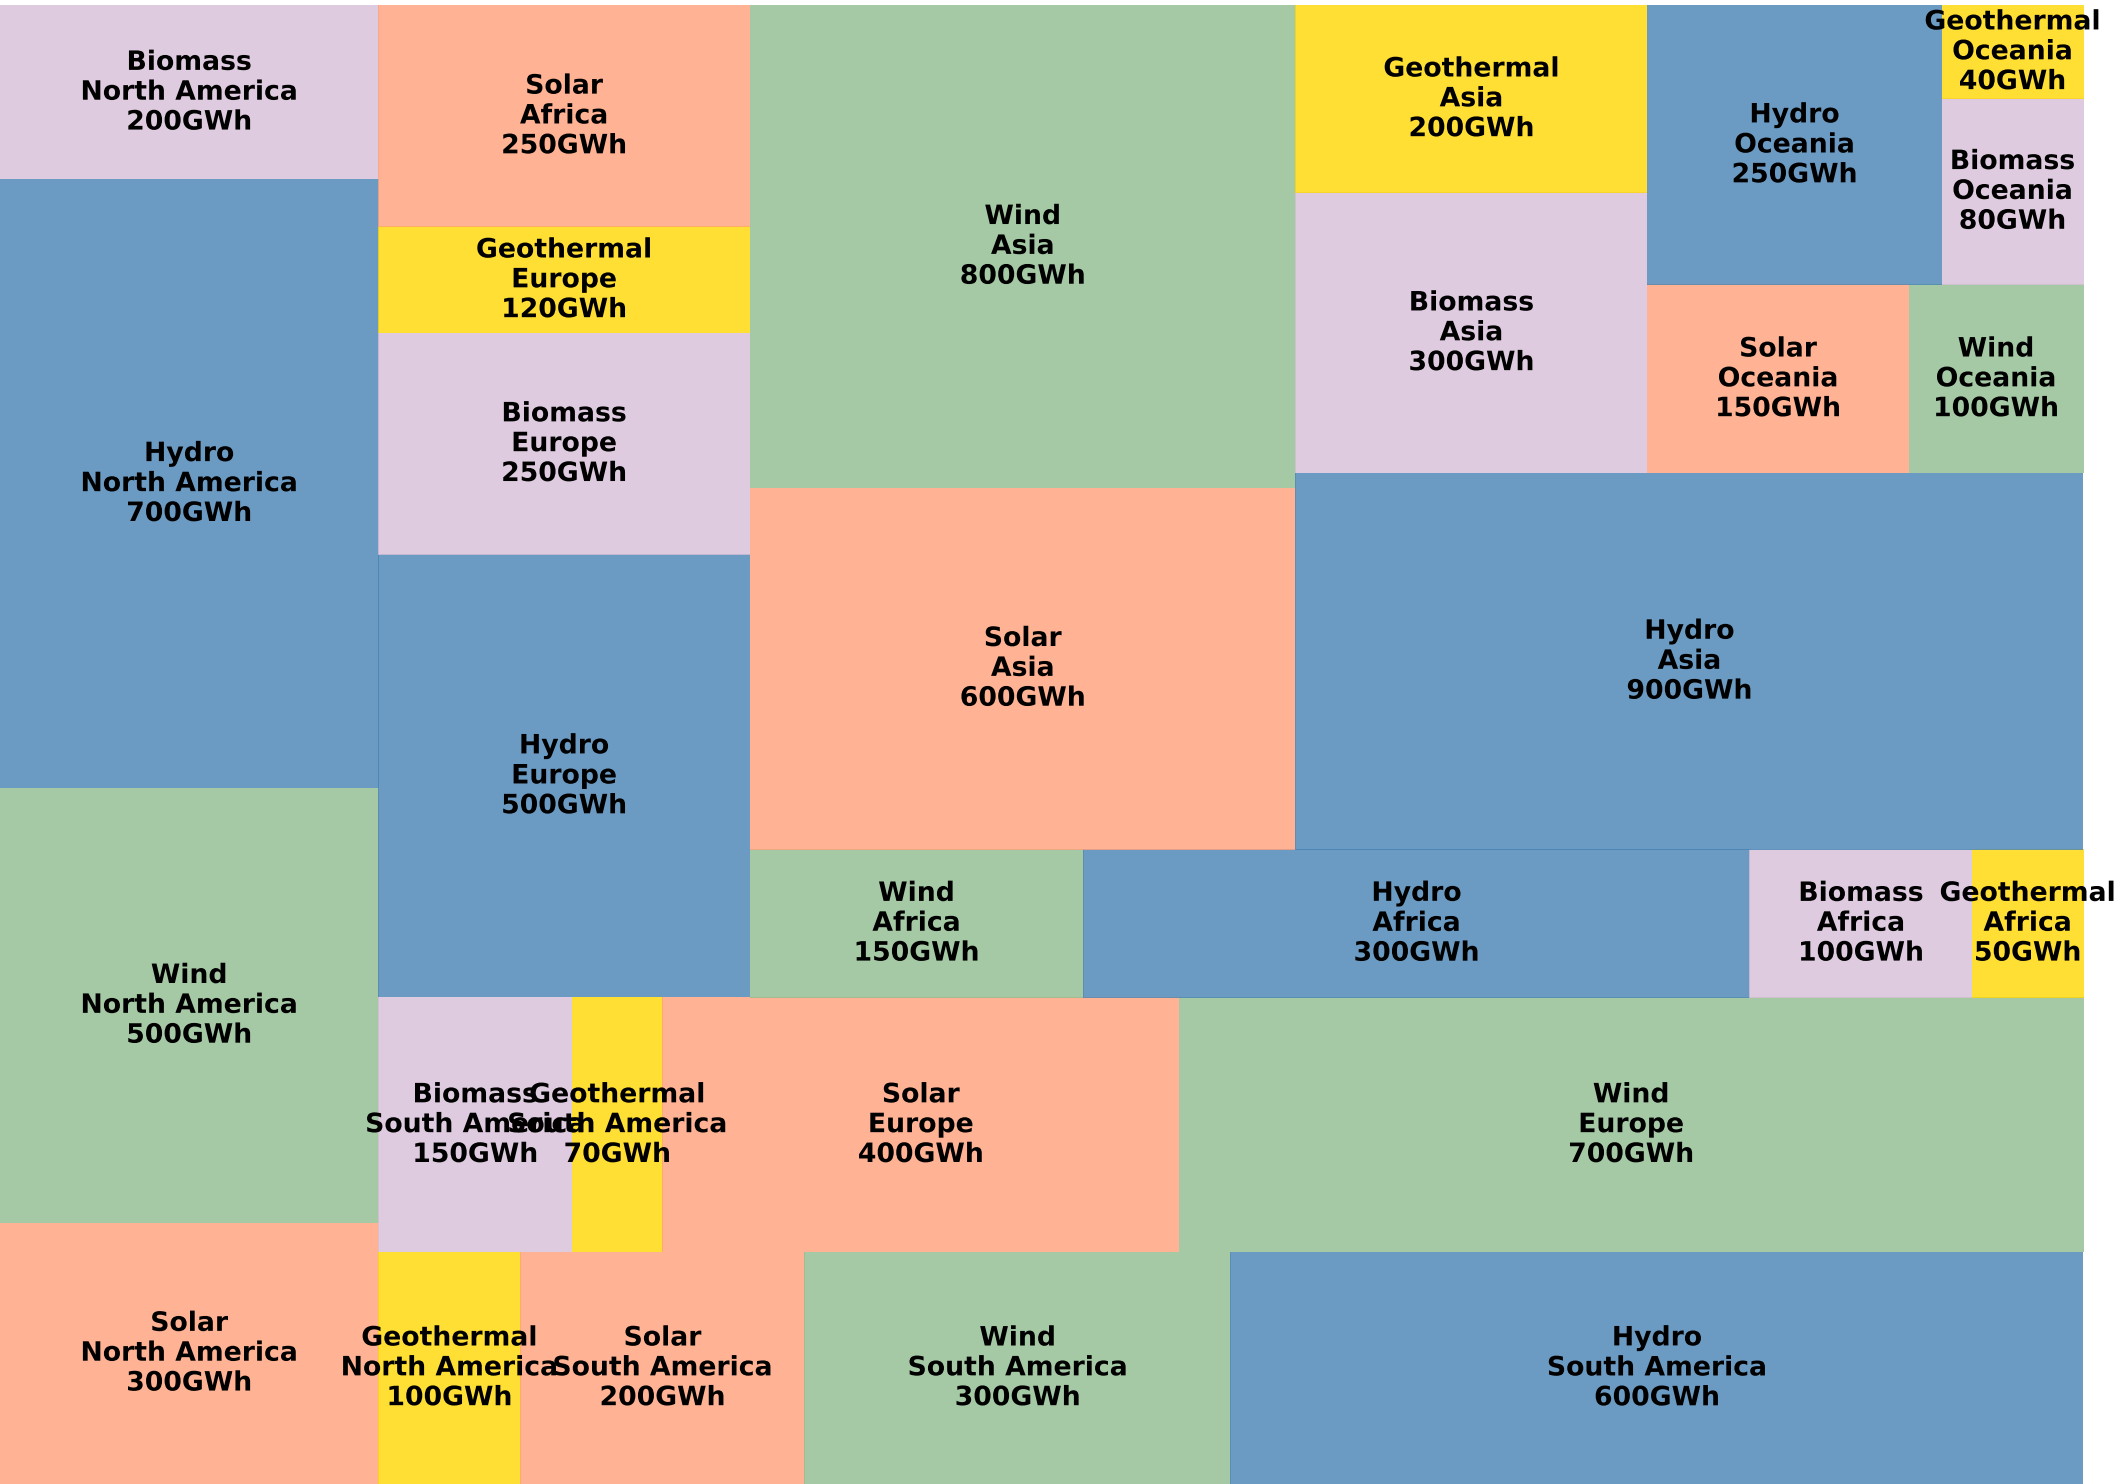 Biomass
North America
200GWh
Solar
Africa
250GWh
Wind
Asia
800GWh
Geothermal
Asia
200GWh
Hydro
Oceania
250GWh
Geothermal
Oceania
40GWh
Biomass
Oceania
80GWh
Geothermal
Europe
120GWh
Biomass
Asia
300GWh
Solar
Oceania
150GWh
Wind
Oceania
100GWh
Hydro
North America
700GWh
Biomass
Europe
250GWh
Solar
Asia
600GWh
Hydro
Asia
900GWh
Hydro
Europe
500GWh
Wind
Africa
150GWh
Hydro
Africa
300GWh
Biomass
Africa
100GWh
Geothermal
Africa
50GWh
Wind
North America
500GWh
Biomass
South America
150GWh
Geothermal
South America
70GWh
Solar
Europe
400GWh
Wind
Europe
700GWh
Solar
North America
300GWh
Geothermal
North America
100GWh
Solar
South America
200GWh
Wind
South America
300GWh
Hydro
South America
600GWh